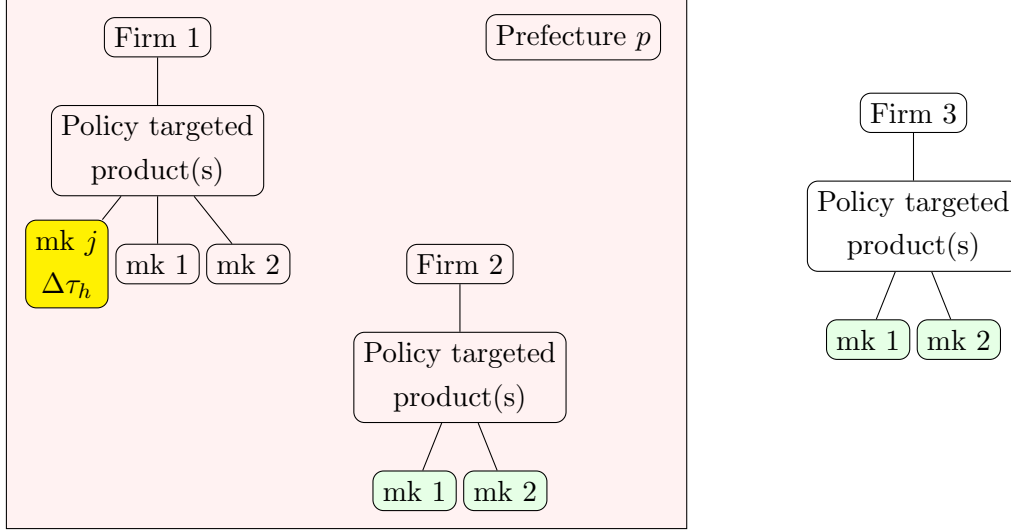 Firm 1
Prefecture p
Policy targeted
product(s)
mk j
Δτh
mk 1
mk 2
Firm 2
Policy targeted
product(s)
mk 1
mk 2
Firm 3
Policy targeted
product(s)
mk 1
mk 2